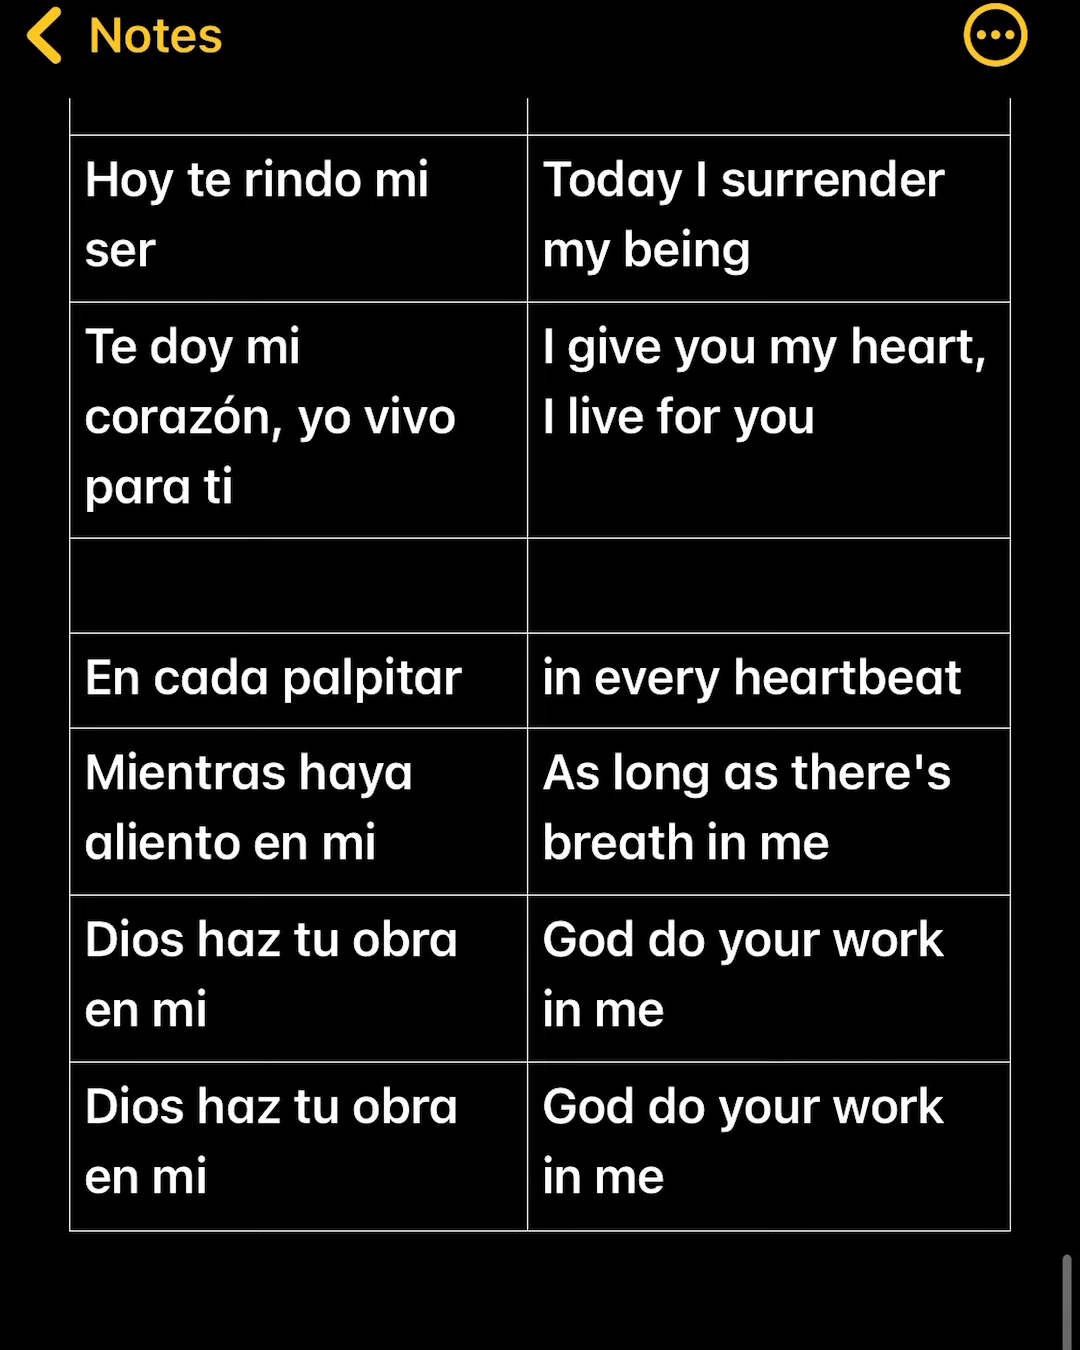 Notes
Hoy te rindo mi
ser
Today I surrender
my being
Te doy mi
corazón, yo vivo
para ti
I give you my heart,
I live for you
En cada palpitar
in every heartbeat
Mientras haya
aliento en mi
As long as there's
breath in me
Dios haz tu obra
en mi
God do your work
in me
Dios haz tu obra
en mi
God do your work
in me